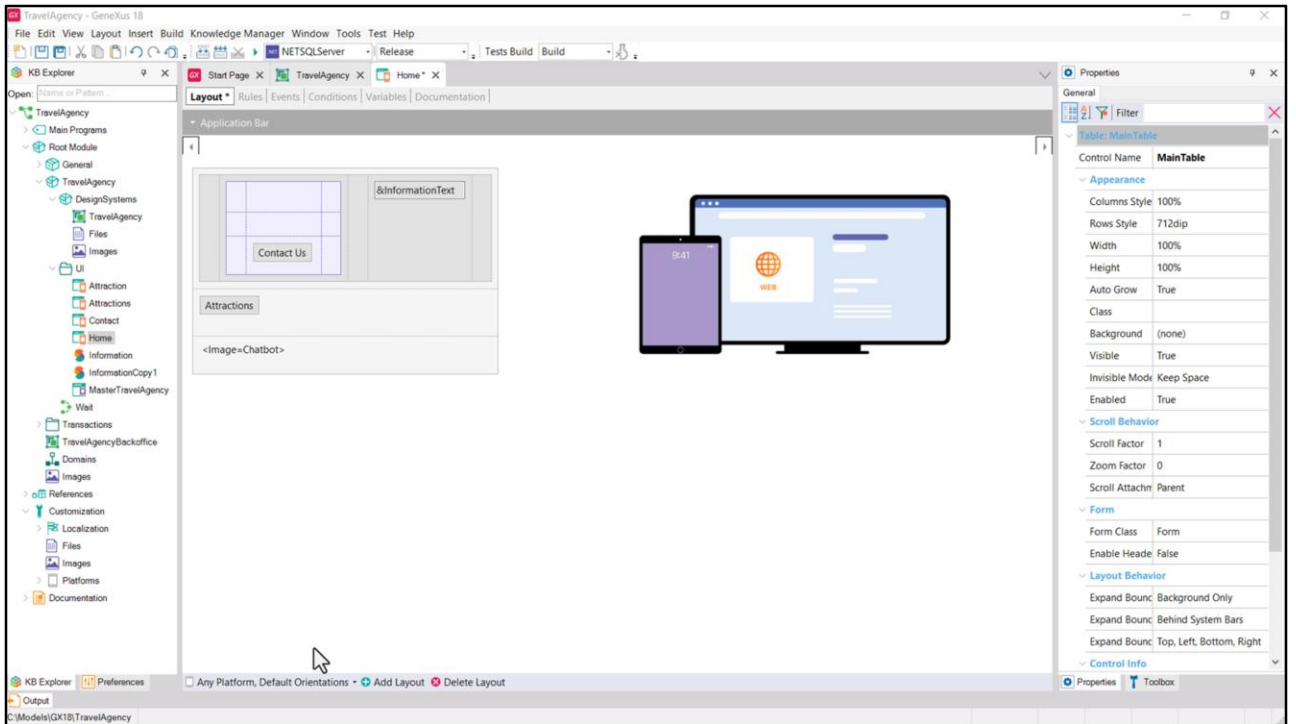 GX TravelAgency - GeneXus 18
File Edit View Layout Insert Build Knowledge Manager Window Tools Test Help
NETSQLServer Release Tests Build Build
KB Explorer
Open: Name or Pattern...
TravelAgency
Main Programs
Root Module
General
TravelAgency
DesignSystems
TravelAgency
Files
Images
UI
Attraction
Attractions
Contact
Home
Information
InformationCopy1
MasterTravelAgency
Wait
Transactions
TravelAgencyBackoffice
Domains
Images
References
Customization
Localization
Files
Images
Platforms
Documentation
KB Explorer Preferences
GX Start Page X TravelAgency X Home* X
Layout * Rules Events Conditions Variables Documentation
Application Bar
&InformationText
Contact Us
Attractions
<Image=Chatbot>
9:41
WEB
Any Platform, Default Orientations Add Layout Delete Layout
Properties
General
Filter
Table: MainTable
Control Name MainTable
Appearance
Columns Style 100%
Rows Style 712dip
Width 100%
Height 100%
Auto Grow True
Class
Background (none)
Visible True
Invisible Mode Keep Space
Enabled True
Scroll Behavior
Scroll Factor 1
Zoom Factor 0
Scroll Attachm Parent
Form
Form Class Form
Enable Heade False
Layout Behavior
Expand Bounc Background Only
Expand Bounc Behind System Bars
Expand Bounc Top, Left, Bottom, Right
Control Info
Properties Toolbox
Output
C:\Models\GX18\TravelAgency